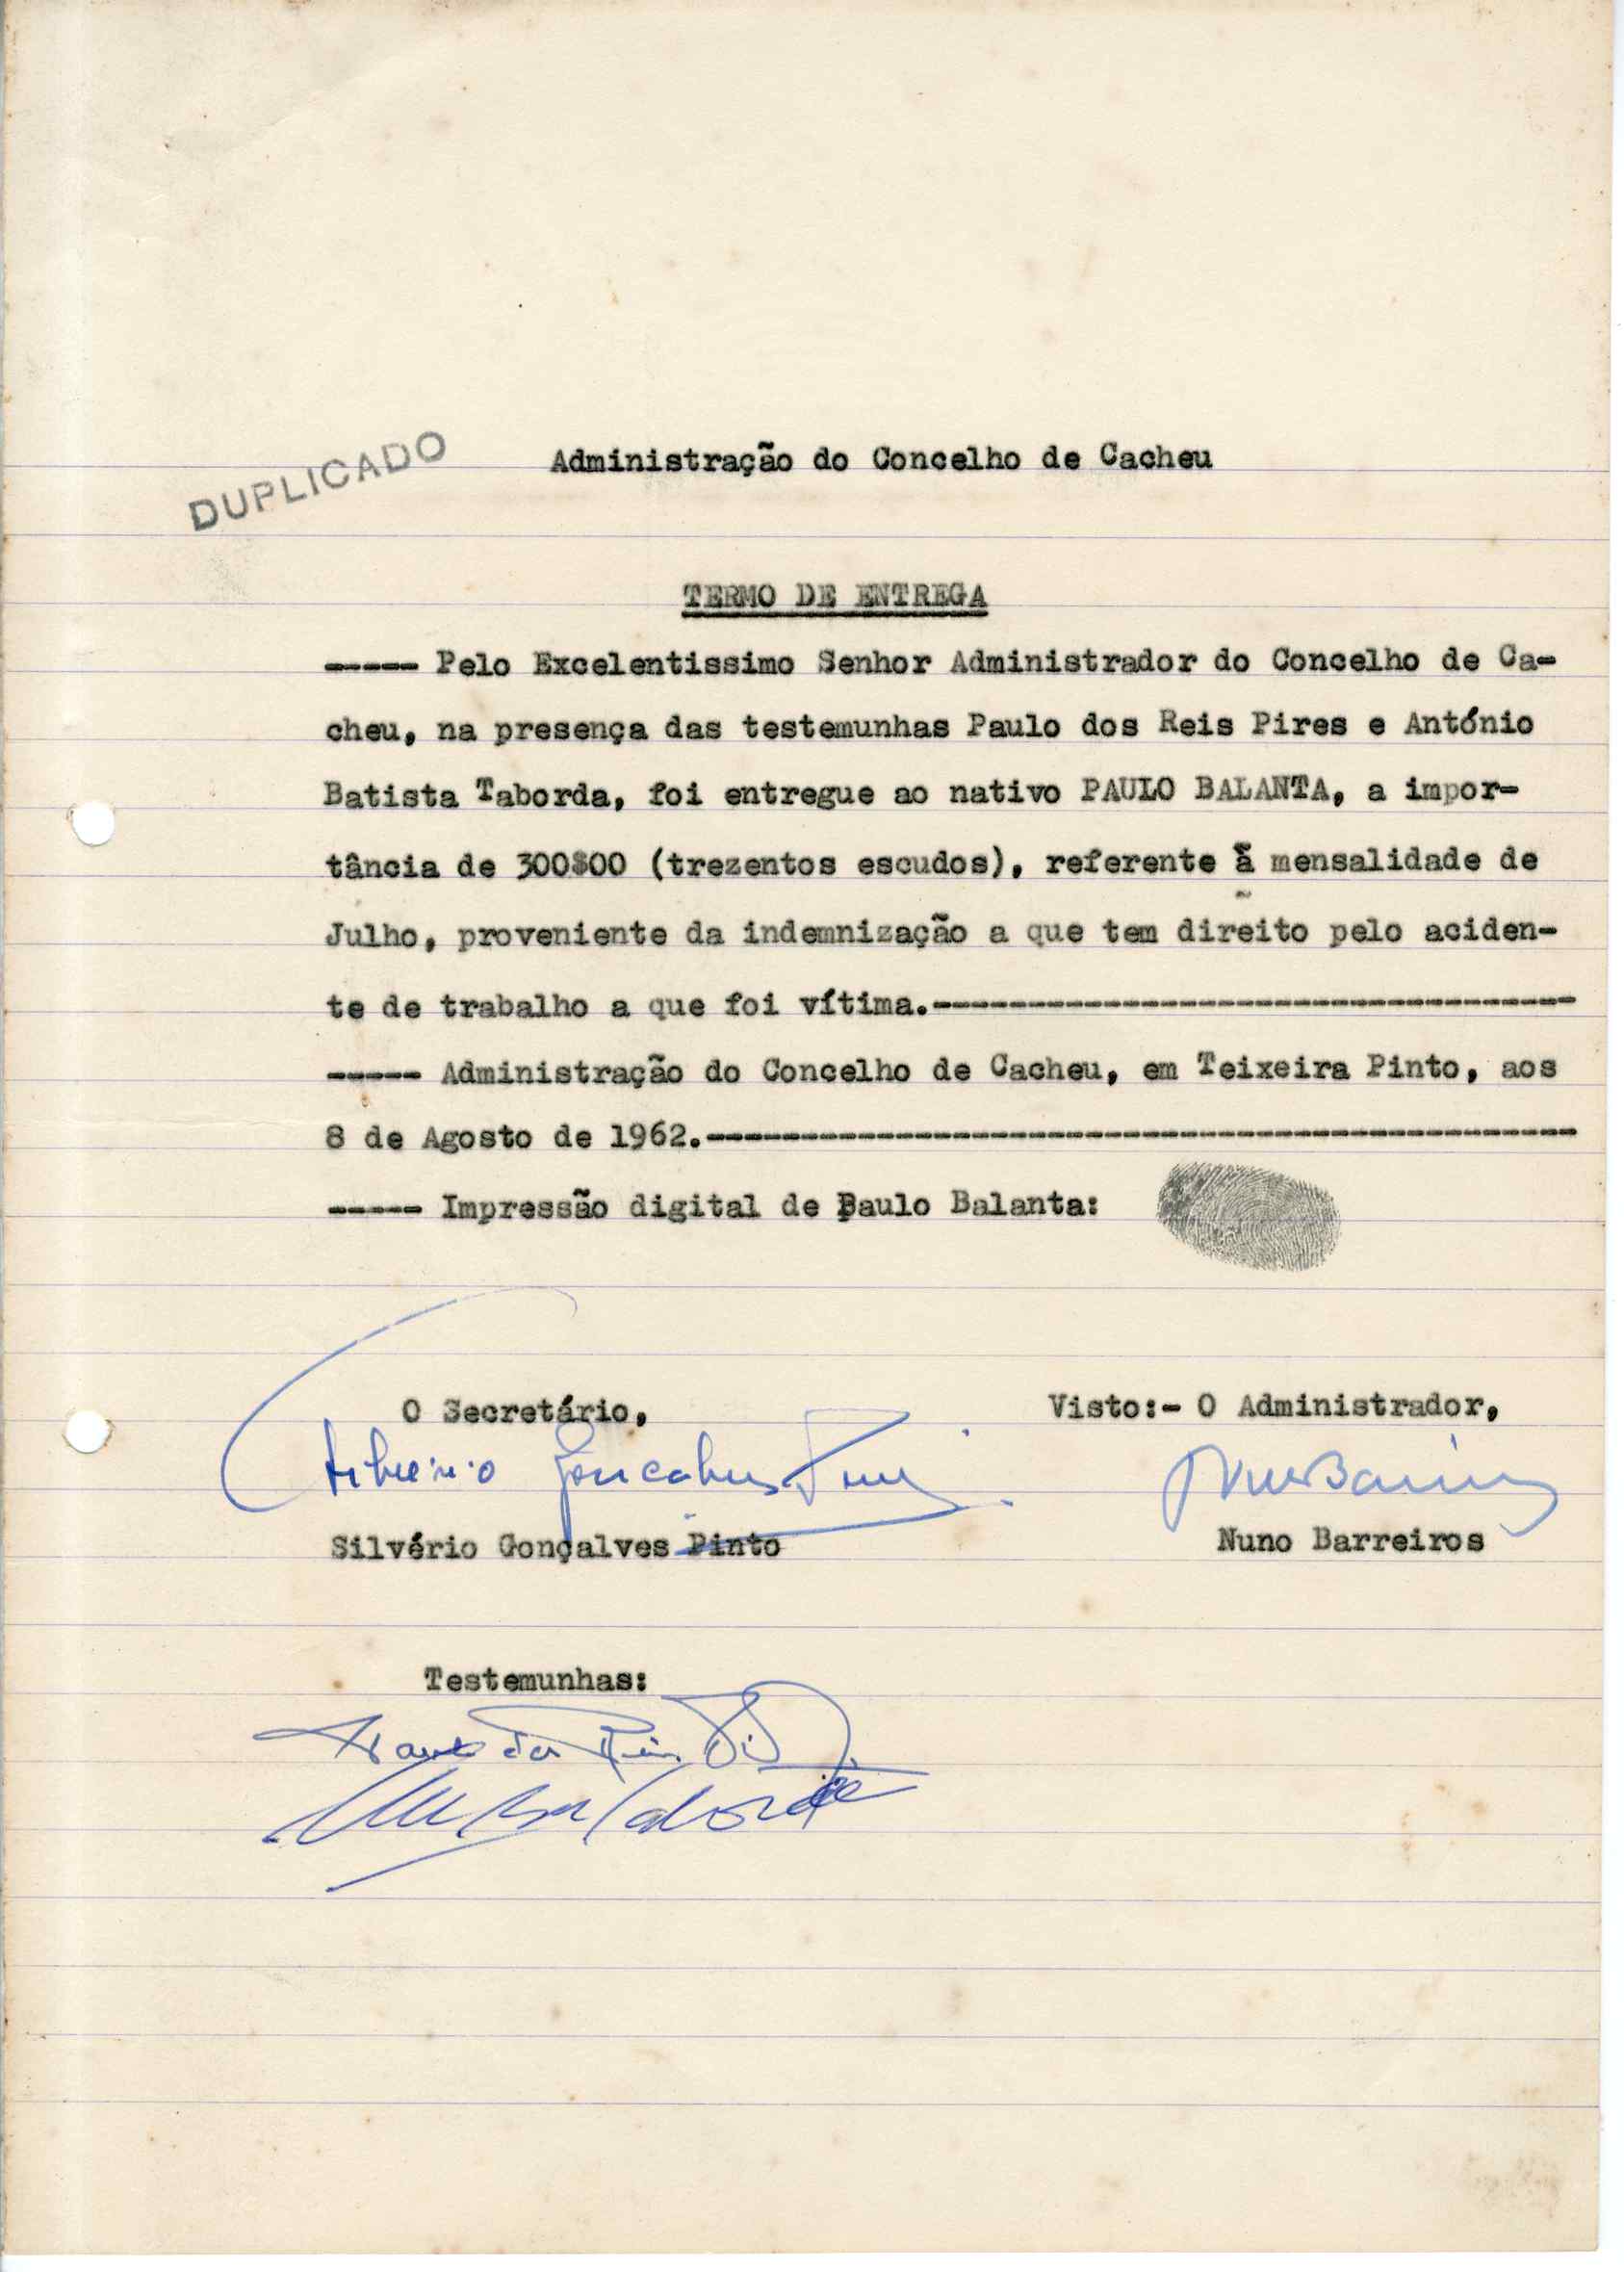 DUPLICADO
Administração do Concelho de Cacheu
TERMO DE ENTREGA
----- Pelo Excelentissimo Senhor Administrador do Concelho de Ca-
cheu, na presença das testemunhas Paulo dos Reis Pires e António
Batista Taborda, foi entregue ao nativo PAULO BALANTA, a impor-
tância de 300$00 (trezentos escudos), referente à mensalidade de
Julho, proveniente da indemnização a que tem direito pelo aciden-
te de trabalho a que foi vítima.----------------------------------
----- Administração do Concelho de Cacheu, em Teixeira Pinto, aos
8 de Agosto de 1962.----------------------------------------------
----- Impressão digital de Paulo Balanta:
O Secretário,
Visto:- O Administrador,
Silvério Gonçalves Pinto
Nuno Barreiros
Testemunhas: